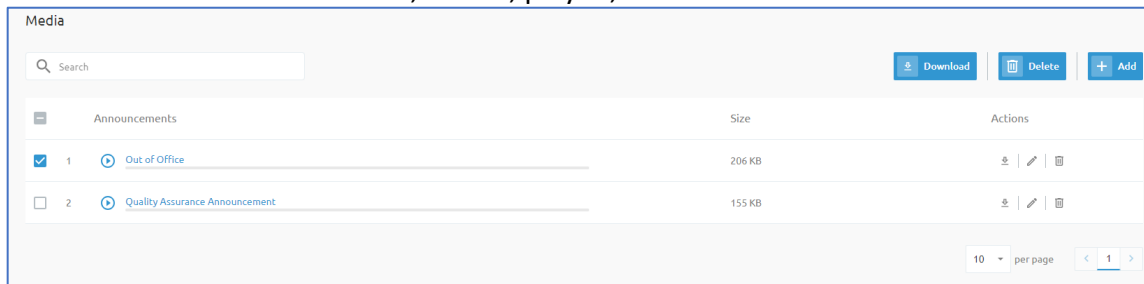 Media
Search
Download
Delete
Add
Announcements Size Actions
1 Out of Office 206 KB
2 Quality Assurance Announcement 155 KB
10 per page < 1 >